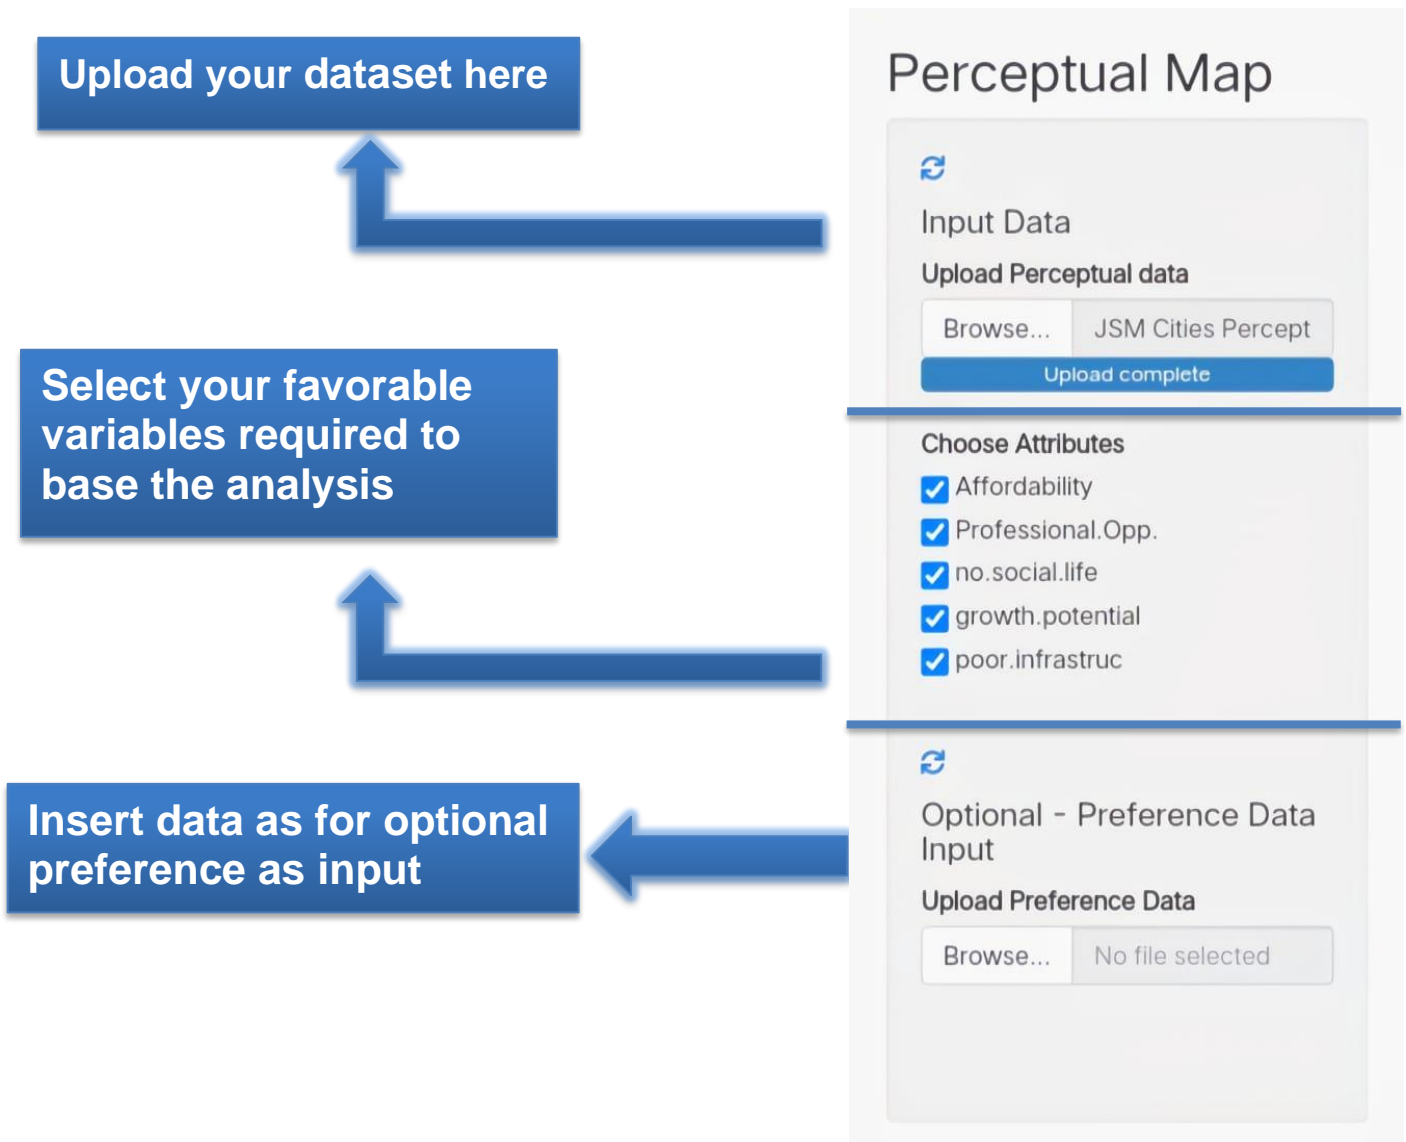 Upload your dataset here
Select your favorable
variables required to
base the analysis
Insert data as for optional
preference as input
Perceptual Map
Input Data
Upload Perceptual data
Browse... JSM Cities Percept
Upload complete
Choose Attributes
Affordability
Professional.Opp.
no.social.life
growth.potential
poor.infrastruc
Optional - Preference Data
Input
Upload Preference Data
Browse... No file selected